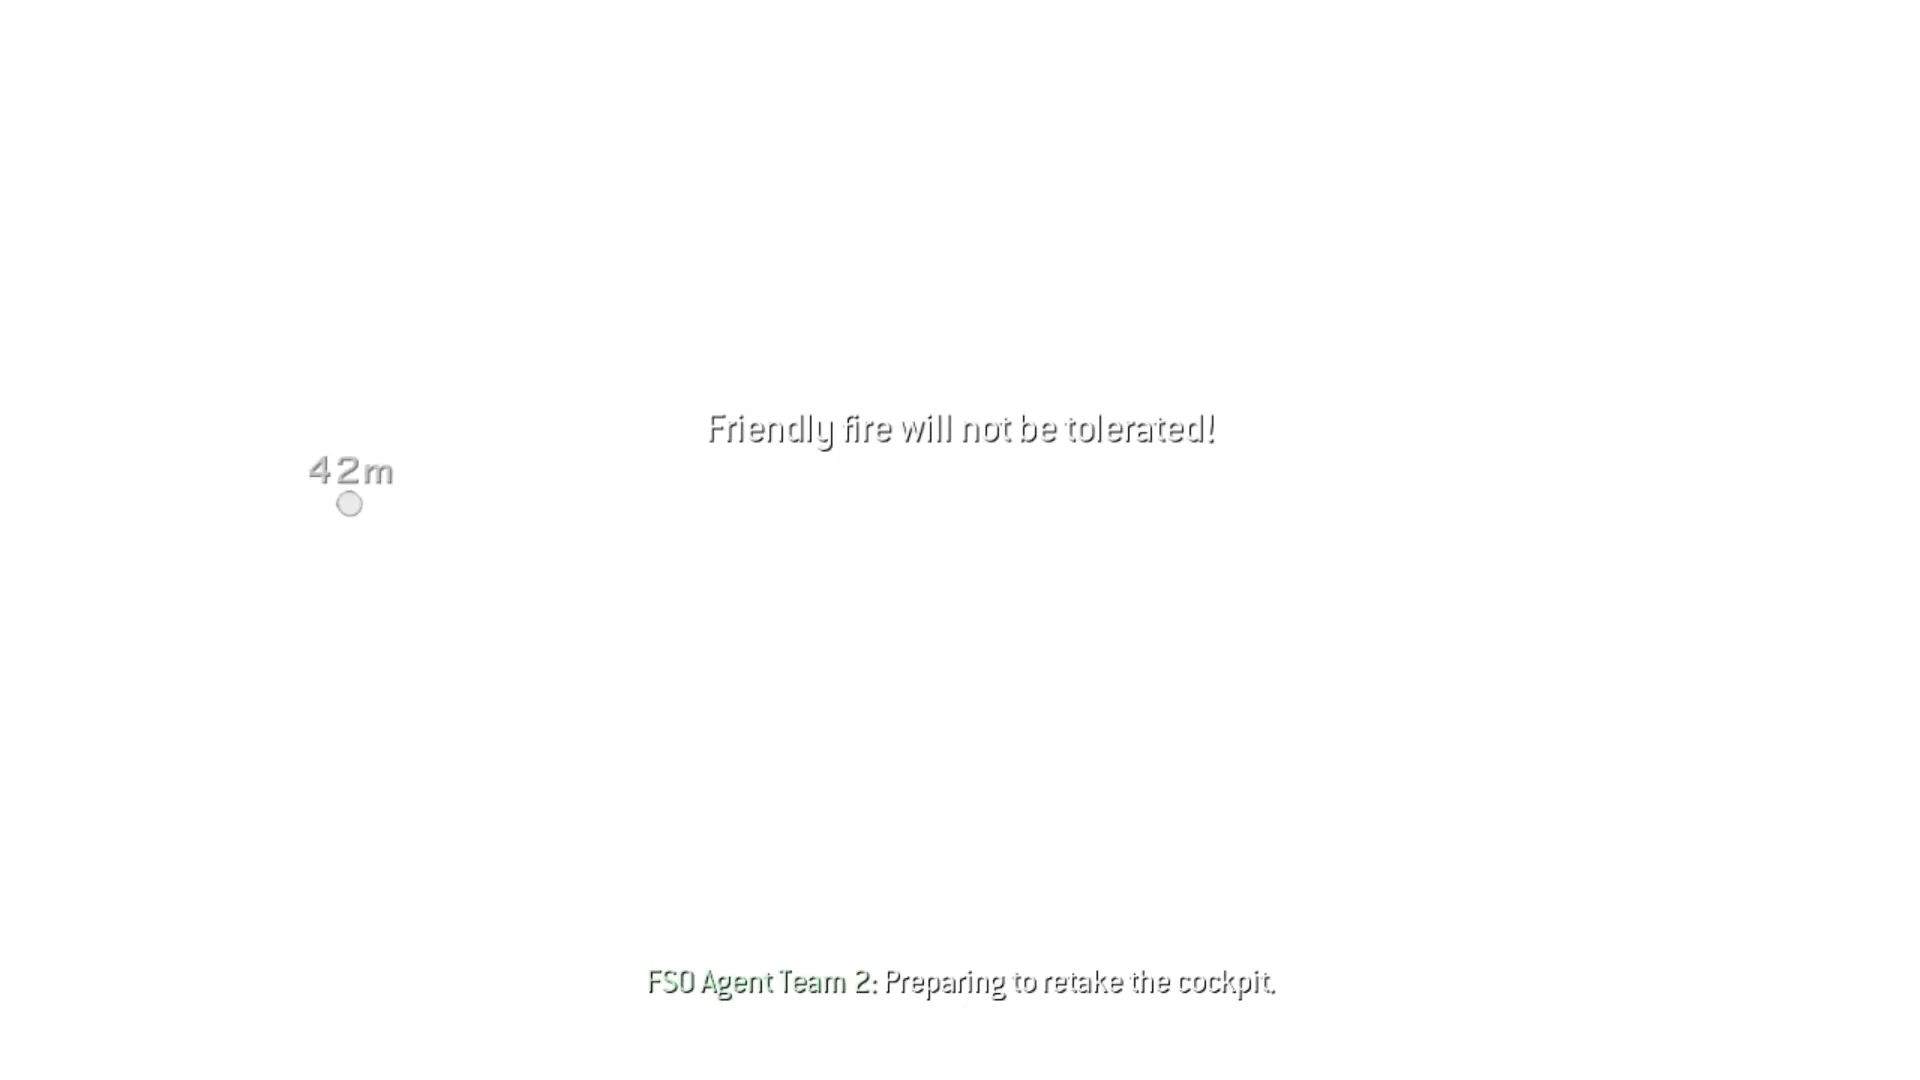 Friendly fire will not be tolerated!
42m
FSO Agent Team 2: Preparing to retake the cockpit.